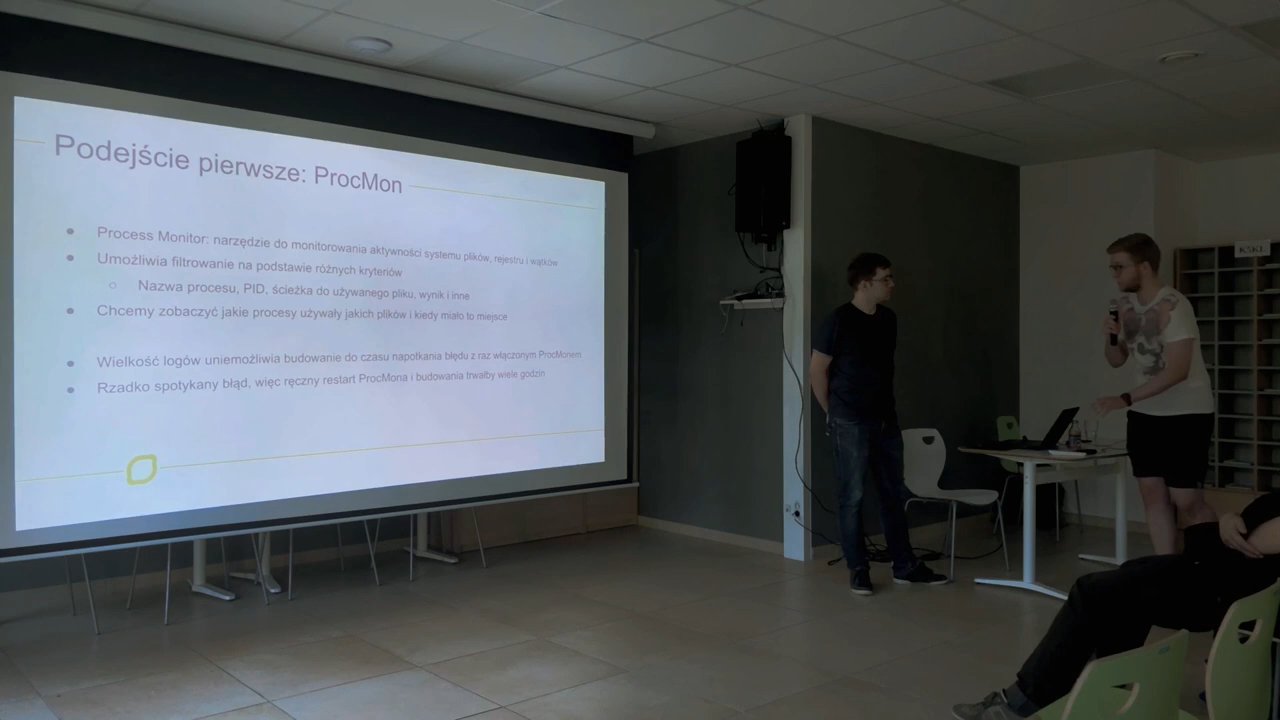 Podejście pierwsze: ProcMon
Process Monitor: narzędzie do monitorowania aktywności systemu plików, rejestru i wątków
Umożliwia filtrowanie na podstawie różnych kryteriów
Nazwa procesu, PID, ścieżka do używanego pliku, wynik i inne
Chcemy zobaczyć jakie procesy używały jakich plików i kiedy miało to miejsce
Wielkość logów uniemożliwia budowanie do czasu napotkania błędu z raz włączonym ProcMonem
Rzadko spotykany błąd, więc ręczny restart ProcMona i budowania trwałby wiele godzin